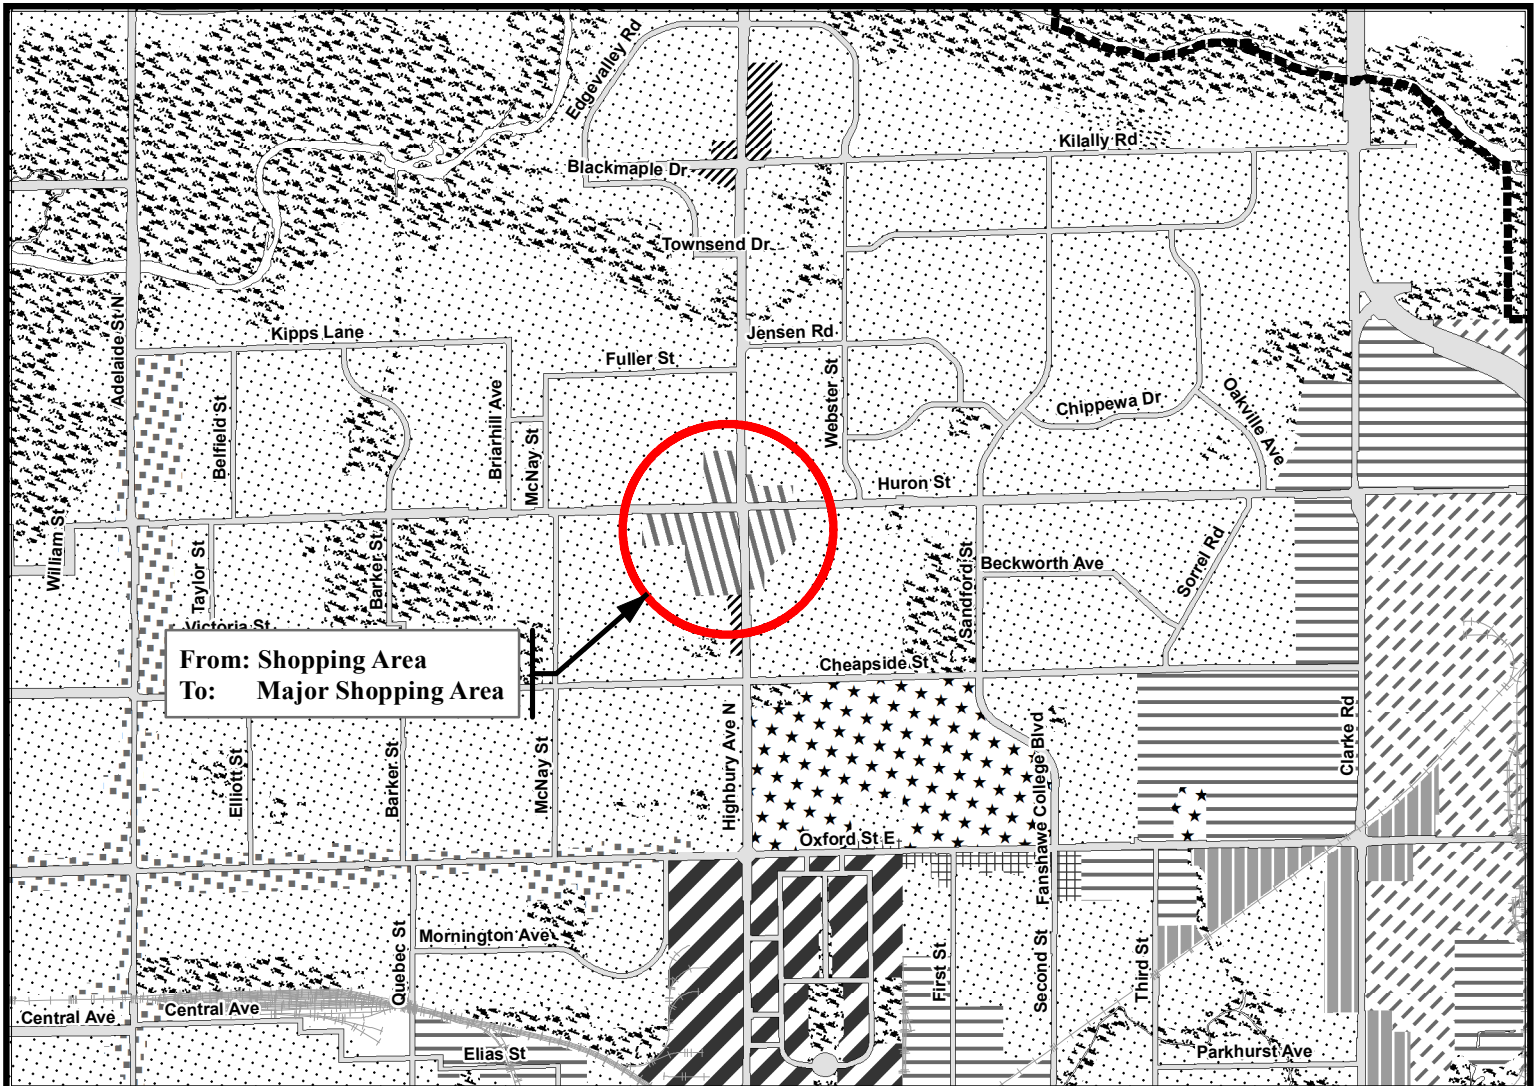 Edgevalley Rd
Kilally Rd
Blackmaple Dr
Townsend Dr
Adelaide St N
Kipps Lane
Jensen Rd
Fuller St
Webster St
Belfield St
Briarhill Ave
McNay St
Chippewa Dr
Oakville Ave
Huron St
William S
Taylor St
Barker St
Sandford St
Beckworth Ave
Sorrel Rd
Victoria St
From: Shopping Area
To: Major Shopping Area
Cheapside St
Highbury Ave N
Fanshawe College Blvd
Clarke Rd
Elliott St
Barker St
McNay St
Oxford St E
Quebec St
Mornington Ave
First St
Second St
Third St
Central Ave
Central Ave
Elias St
Parkhurst Ave